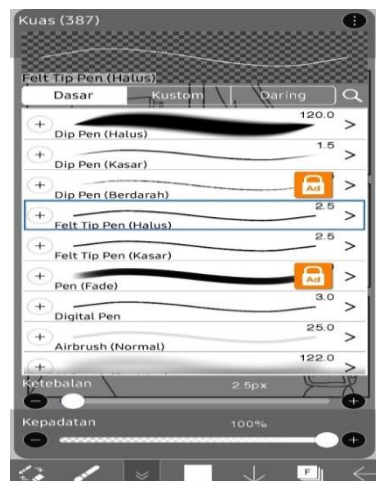 Kuas (387)
Felt Tip Pen (Halus)
Dasar Kustom Daring
120.0
Dip Pen (Halus)
1.5
Dip Pen (Kasar)
Ad
Dip Pen (Berdarah)
2.5
Felt Tip Pen (Halus)
2.5
Felt Tip Pen (Kasar)
Ad
Pen (Fade)
3.0
Digital Pen
25.0
Airbrush (Normal)
122.0
Ketebalan 2.5px
Kepadatan 100%
F